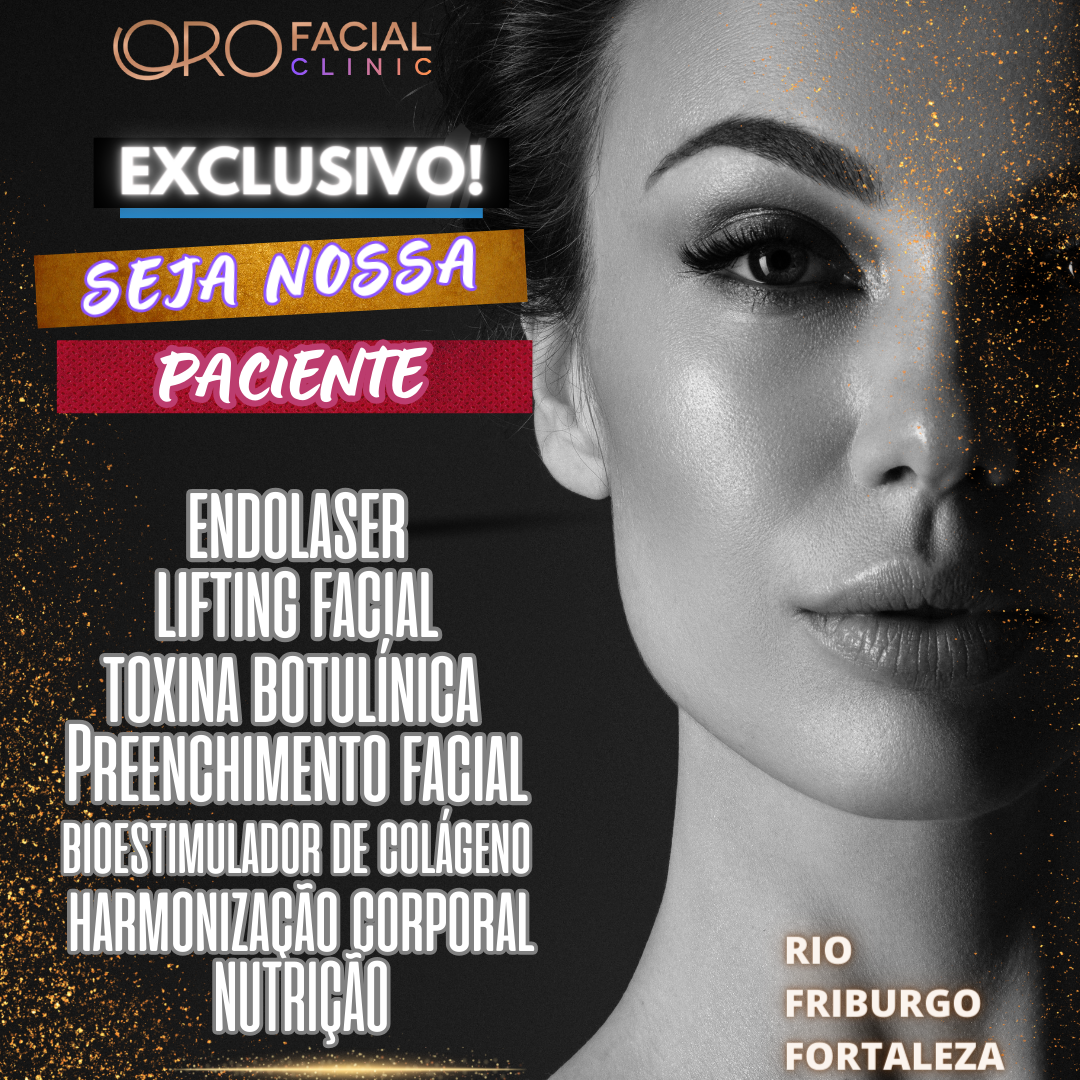 ORO FACIAL
CLINIC
EXCLUSIVO!
SEJA NOSSA
PACIENTE
ENDOLASER
LIFTING FACIAL
TOXINA BOTULÍNICA
PREENCHIMENTO FACIAL
BIOESTIMULADOR DE COLÁGENO
HARMONIZAÇÃO CORPORAL
NUTRIÇÃO
RIO
FRIBURGO
FORTALEZA